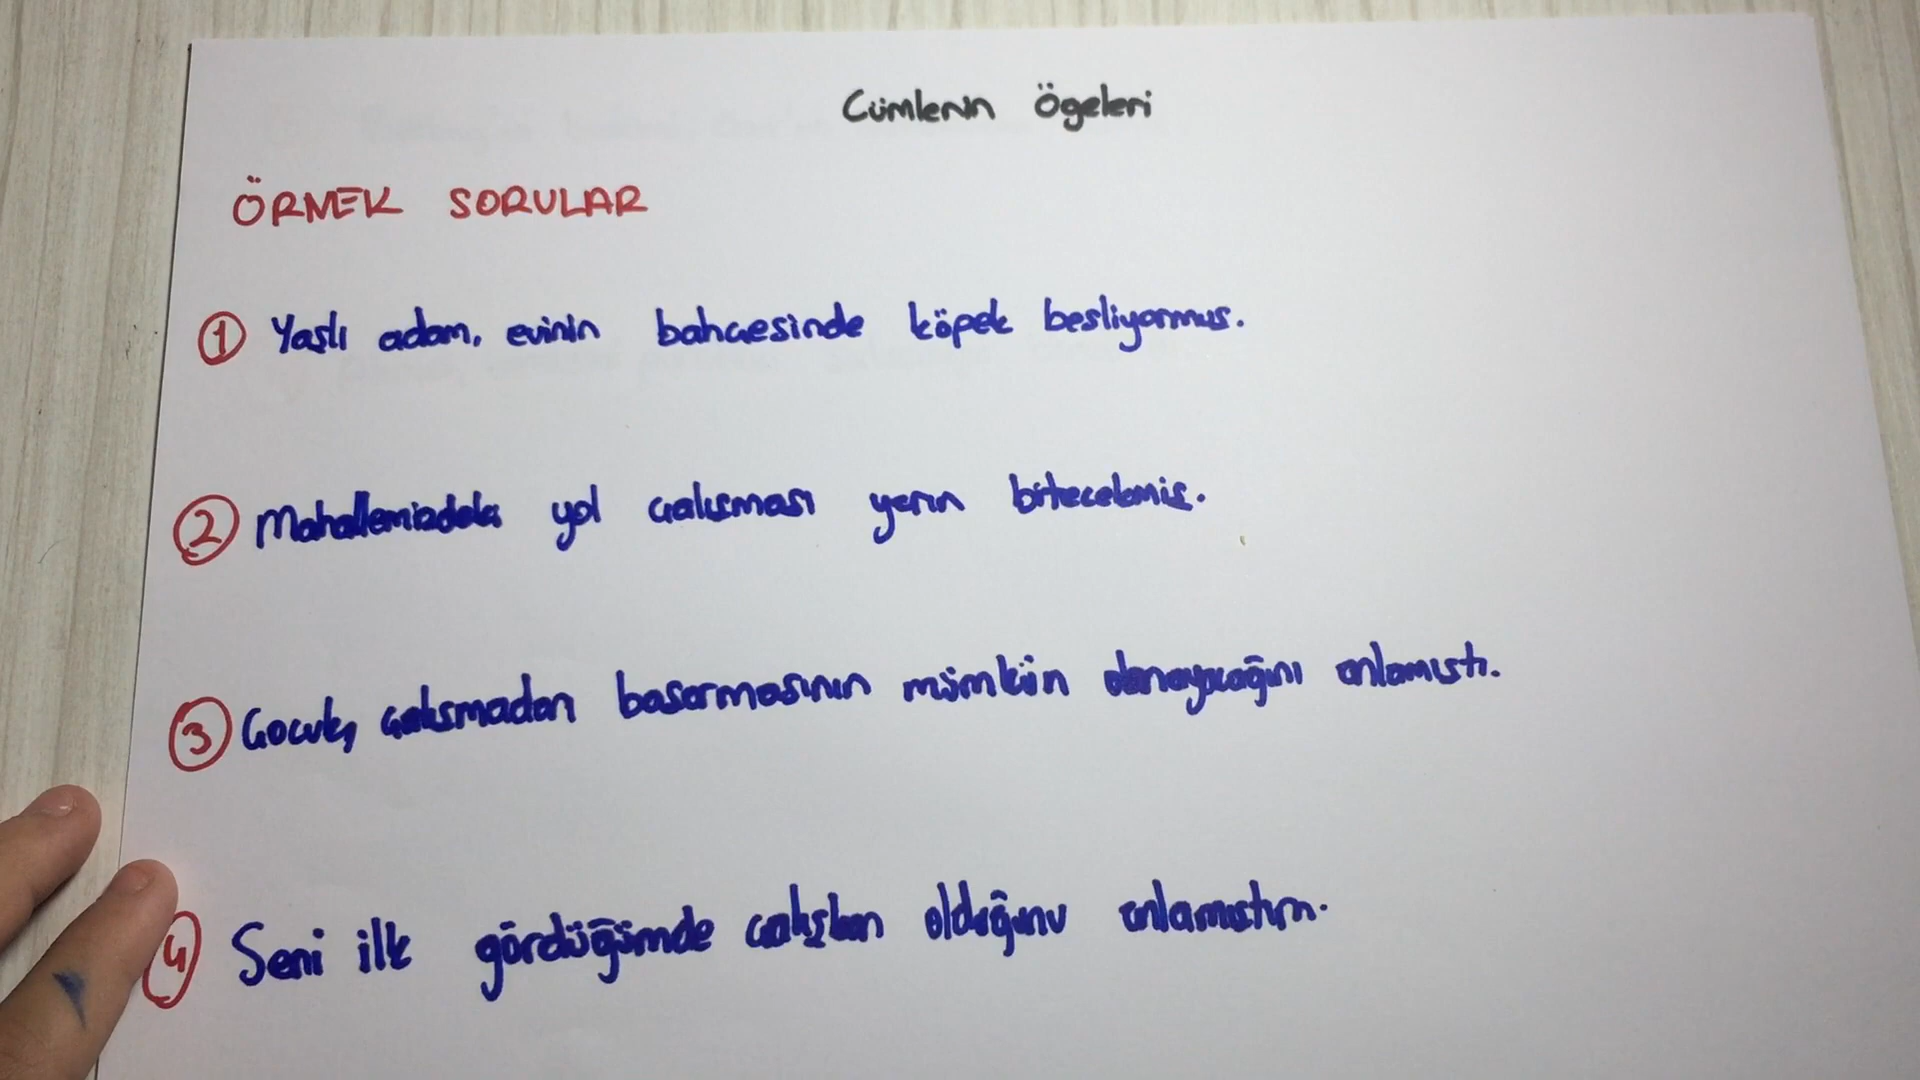 Cümlenin Ögeleri
ÖRNEK SORULAR
1 Yaşlı adam, evinin bahçesinde köpek besliyormuş.
2 Mahallemizdeki yol çalışması yarın bitecekmiş.
3 Çocuk, çalışmadan başarmasının mümkün olmayacağını anlamıştı.
4 Seni ilk gördüğümde çalışkan olduğunu anlamıştım.